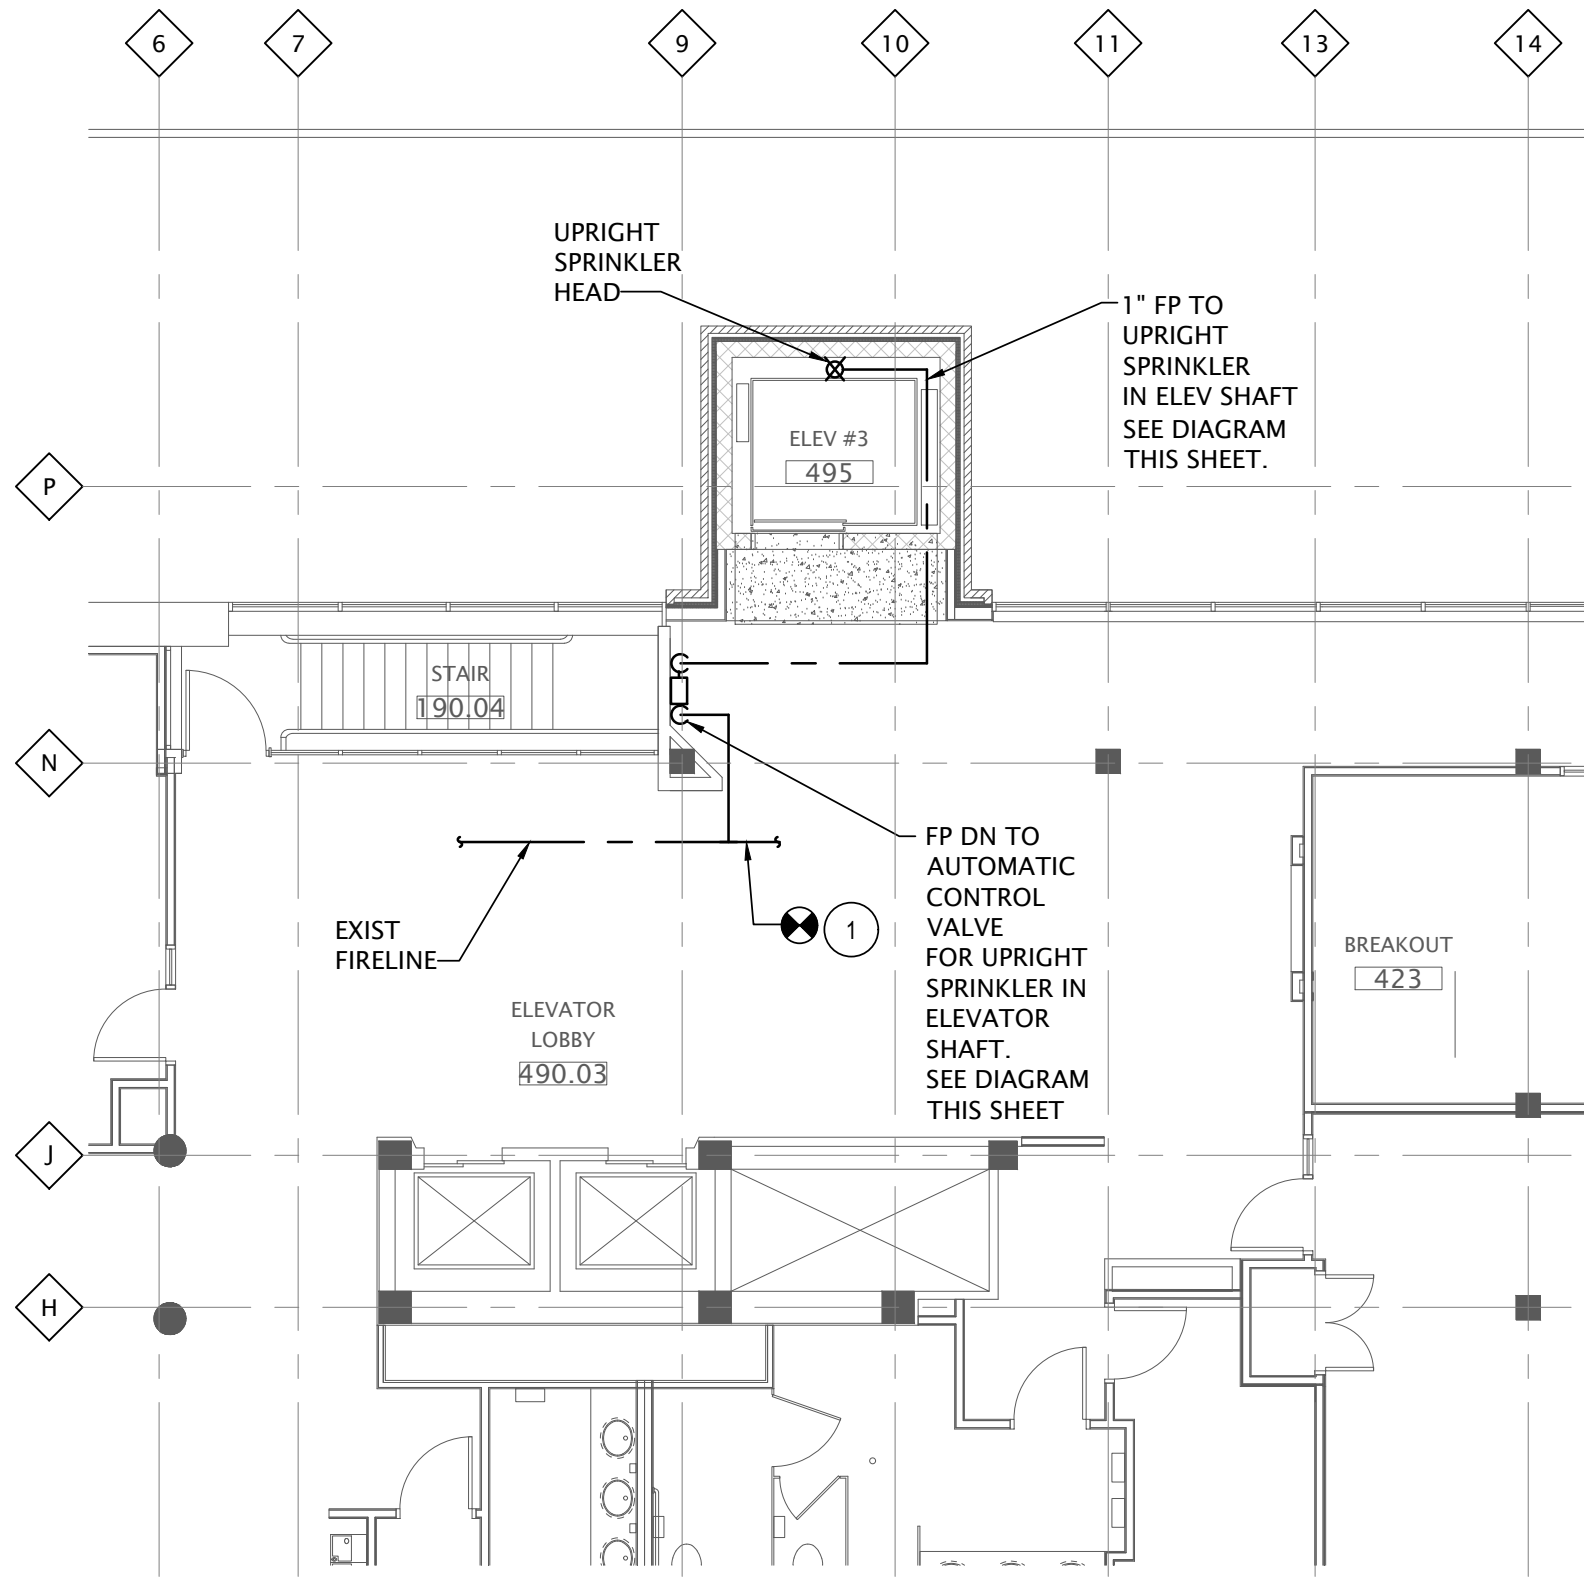 6
7
9
10
11
13
14
UPRIGHT
SPRINKLER
HEAD
1" FP TO
UPRIGHT
SPRINKLER
IN ELEV SHAFT
SEE DIAGRAM
THIS SHEET.
ELEV #3
495
P
STAIR
190.04
N
FP DN TO
AUTOMATIC
CONTROL
VALVE
FOR UPRIGHT
SPRINKLER IN
ELEVATOR
SHAFT.
SEE DIAGRAM
THIS SHEET
1
EXIST
FIRELINE
BREAKOUT
423
ELEVATOR
LOBBY
490.03
J
H